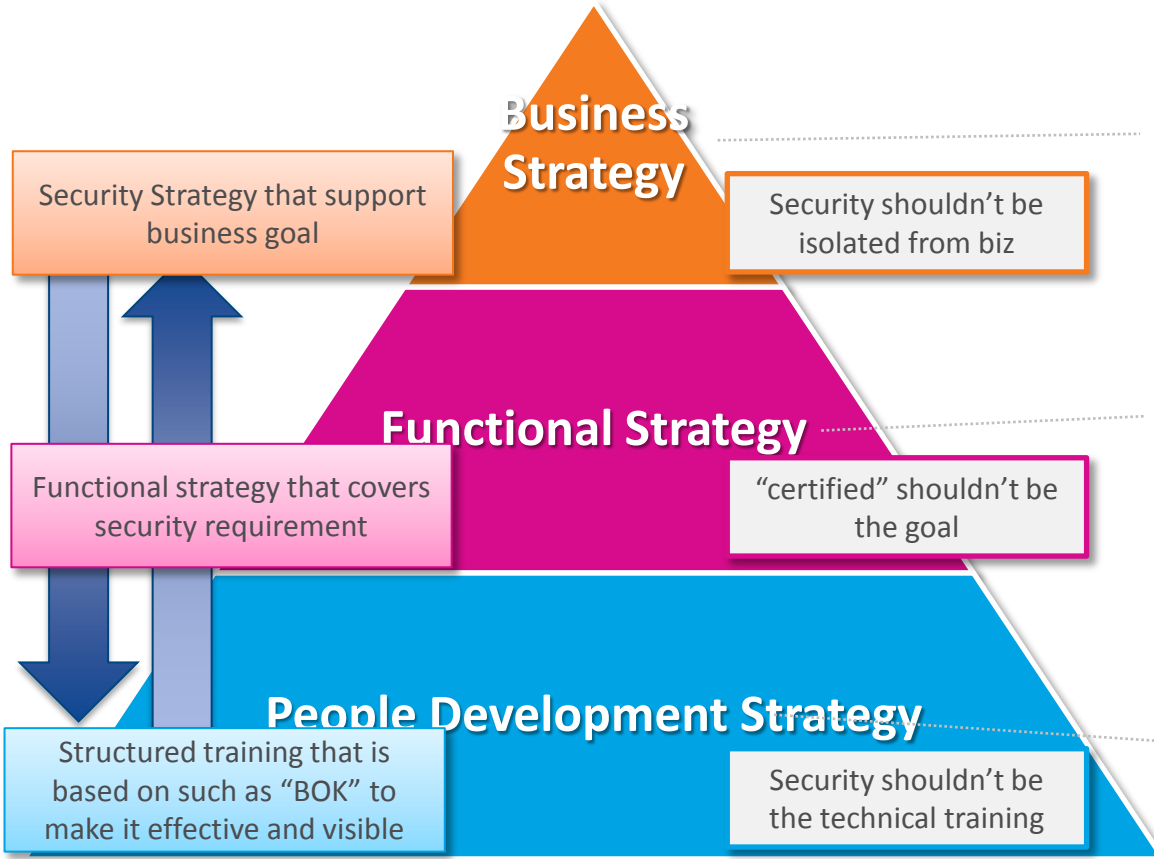 Business
Strategy
Security Strategy that support
business goal
Security shouldn’t be
isolated from biz
Functional Strategy
Functional strategy that covers
security requirement
“certified” shouldn’t be
the goal
People Development Strategy
Structured training that is
based on such as “BOK” to
make it effective and visible
Security shouldn’t be
the technical training